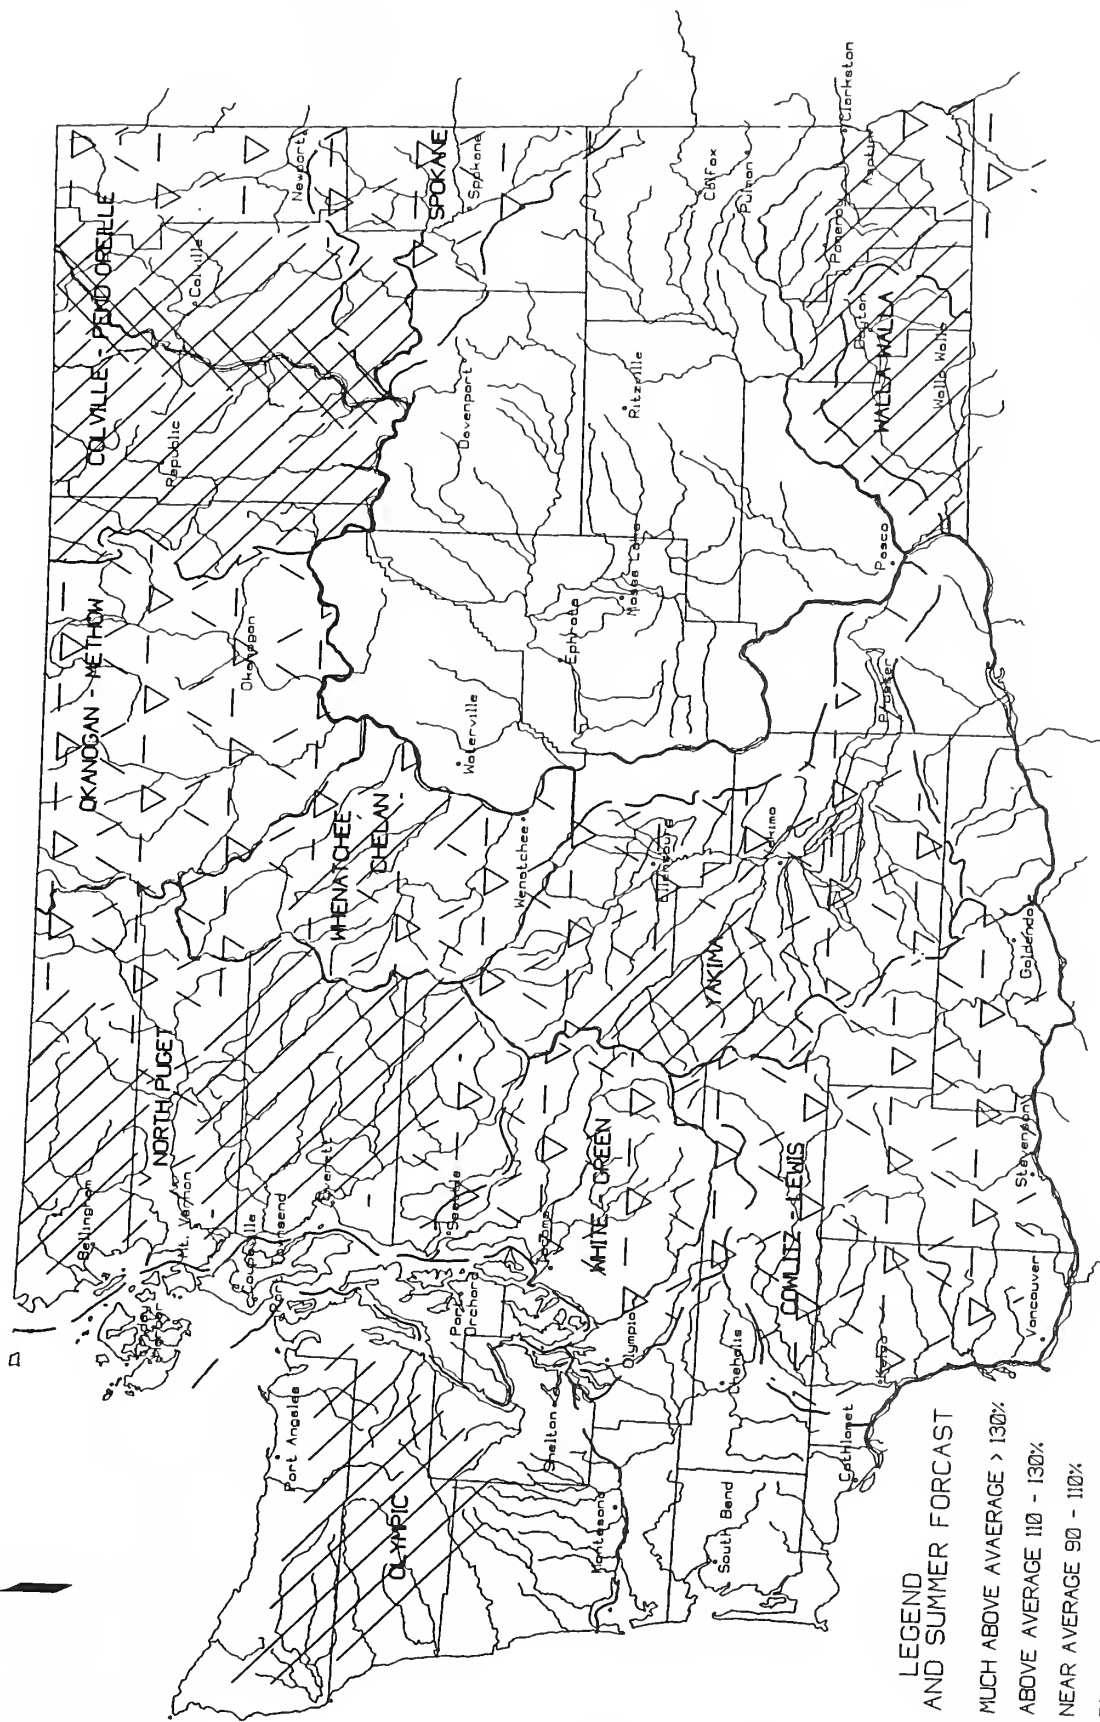 COLVILLE - PEND OREILLE
OKANOGAN - METHOW
NORTH PUGET
SPOKANE
WHENATCHEE
CHELAN
OLYMPIC
WHITE - GREEN
YAKIMA
COWLITZ - LEWIS
WALLA WALLA
Newport
Colville
Republic
Okanogan
Bellingham
Mt. Vernon
Coupeville
Port
Townsend
Everett
Port Angeles
Spokane
Davenport
Waterville
Wenatchee
Seattle
Port
Orchard
Ephrata
Ritzville
Moses Lake
Ellensburg
Tacoma
Olympia
Shelton
Montesano
Colfax
Pulman
Clarkston
Asotin
Pomeroy
Dayton
Walla Walla
Pasco
Prosser
Yakima
Chehalis
South Bend
Cathlamet
Kelso
Goldendale
Stevenson
Vancouver
LEGEND
AND SUMMER FORCAST
MUCH ABOVE AVAERAGE > 130%
ABOVE AVERAGE 110 - 130%
NEAR AVERAGE 90 - 110%